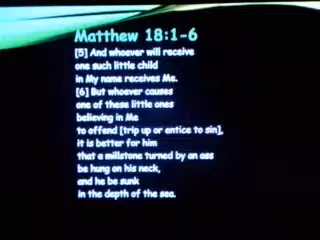 Matthew 18:1-6
[5] And whoever will receive
one such little child
in My name receives Me.
[6] But whoever causes
one of these little ones
believing in Me
to offend [trip up or entice to sin],
it is better for him
that a millstone turned by an ass
be hung on his neck,
and he be sunk
in the depth of the sea.